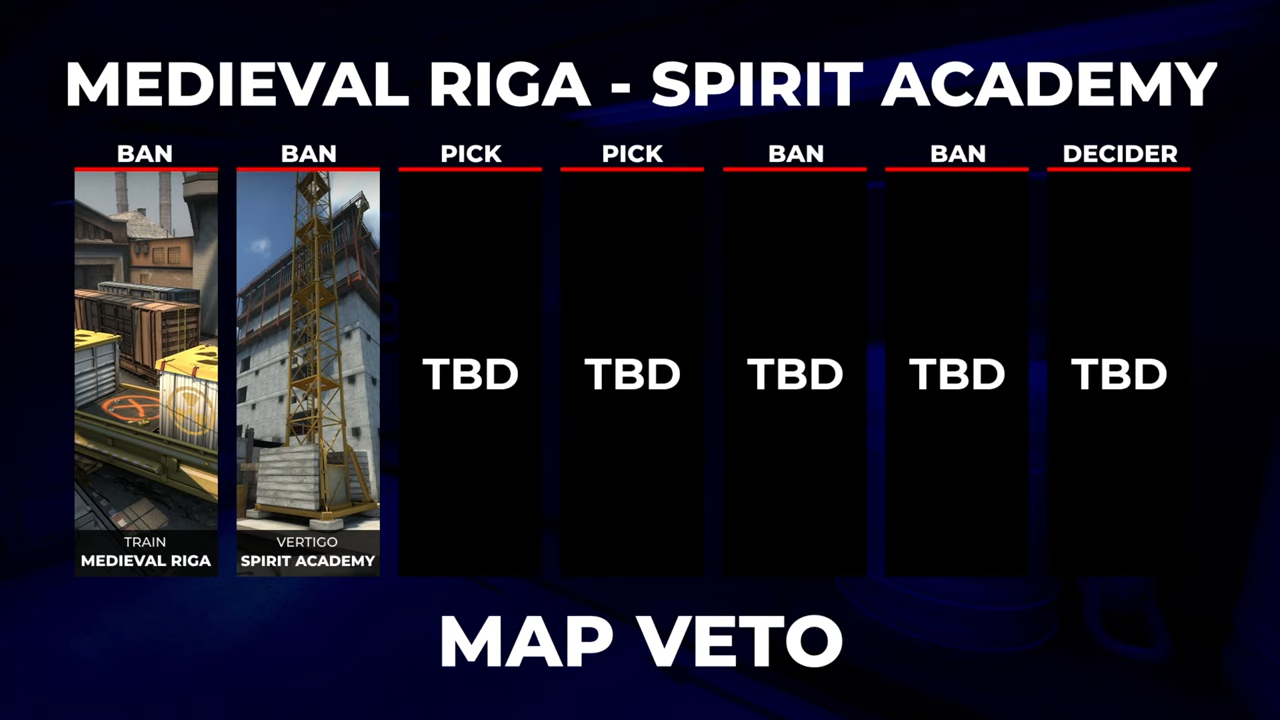 MEDIEVAL RIGA - SPIRIT ACADEMY
BAN
BAN
PICK
PICK
BAN
BAN
DECIDER
TBD
TBD
TBD
TBD
TBD
TRAIN
MEDIEVAL RIGA
VERTIGO
SPIRIT ACADEMY
MAP VETO